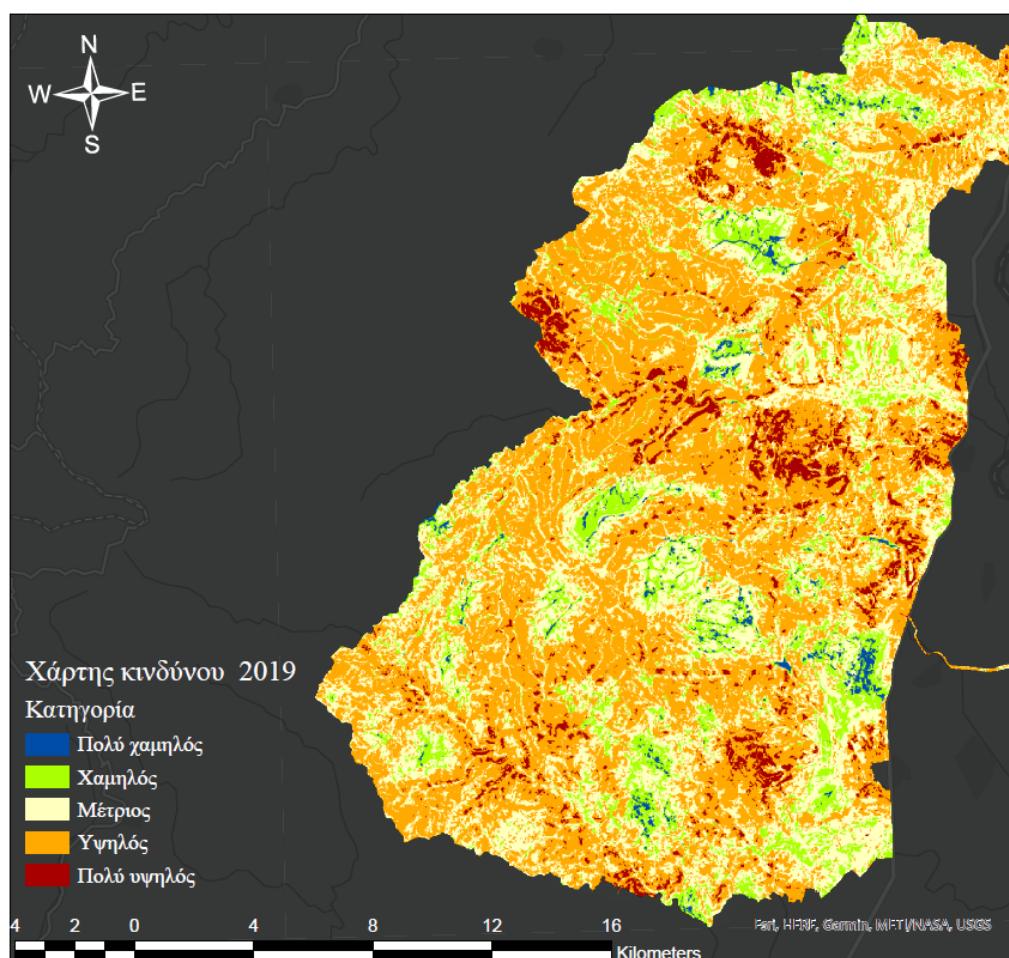 N
W E
S
Χάρτης κινδύνου 2019
Κατηγορία
Πολύ χαμηλός
Χαμηλός
Μέτριος
Υψηλός
Πολύ υψηλός
4 2 0 4 8 12 16
Kilometers
Esri, HERE, Garmin, METI/NASA, USGS